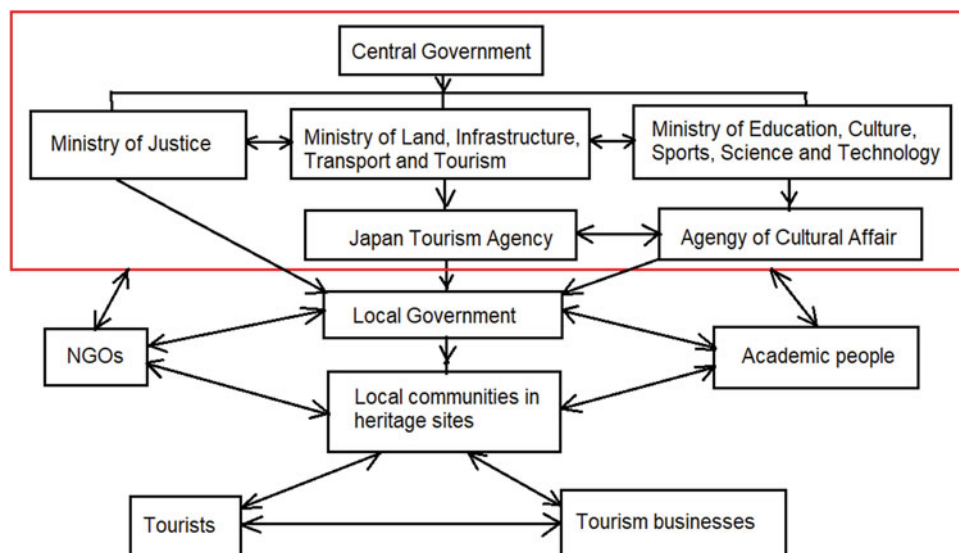 Central Government
Ministry of Justice
Ministry of Land, Infrastructure,
Transport and Tourism
Ministry of Education, Culture,
Sports, Science and Technology
Japan Tourism Agency
Agengy of Cultural Affair
Local Government
NGOs
Academic people
Local communities in
heritage sites
Tourists
Tourism businesses